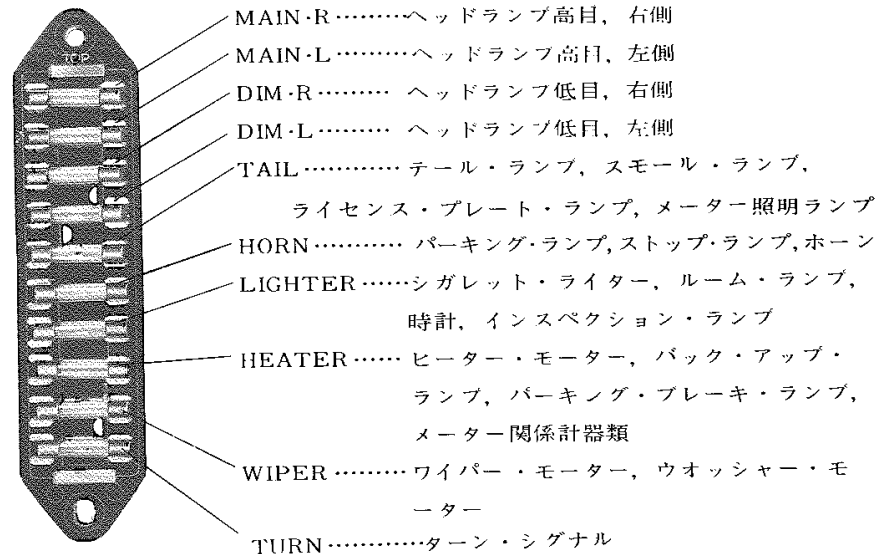 TOP
MAIN·R………ヘッドランプ高目，右側
MAIN·L………ヘッドランプ高目，左側
DIM·R……… ヘッドランプ低目，右側
DIM·L……… ヘッドランプ低目，左側
TAIL…………テール・ランプ，スモール・ランプ，
ライセンス・プレート・ランプ，メーター照明ランプ
HORN………… パーキング·ランプ，ストップ·ランプ，ホーン
LIGHTER……シガレット・ライター，ルーム・ランプ，
時計，インスペクション・ランプ
HEATER…… ヒーター・モーター，バック・アップ・
ランプ，パーキング・ブレーキ・ランプ，
メーター関係計器類
WIPER………ワイパー・モーター，ウオッシャー・モ
ーター
TURN…………ターン・シグナル